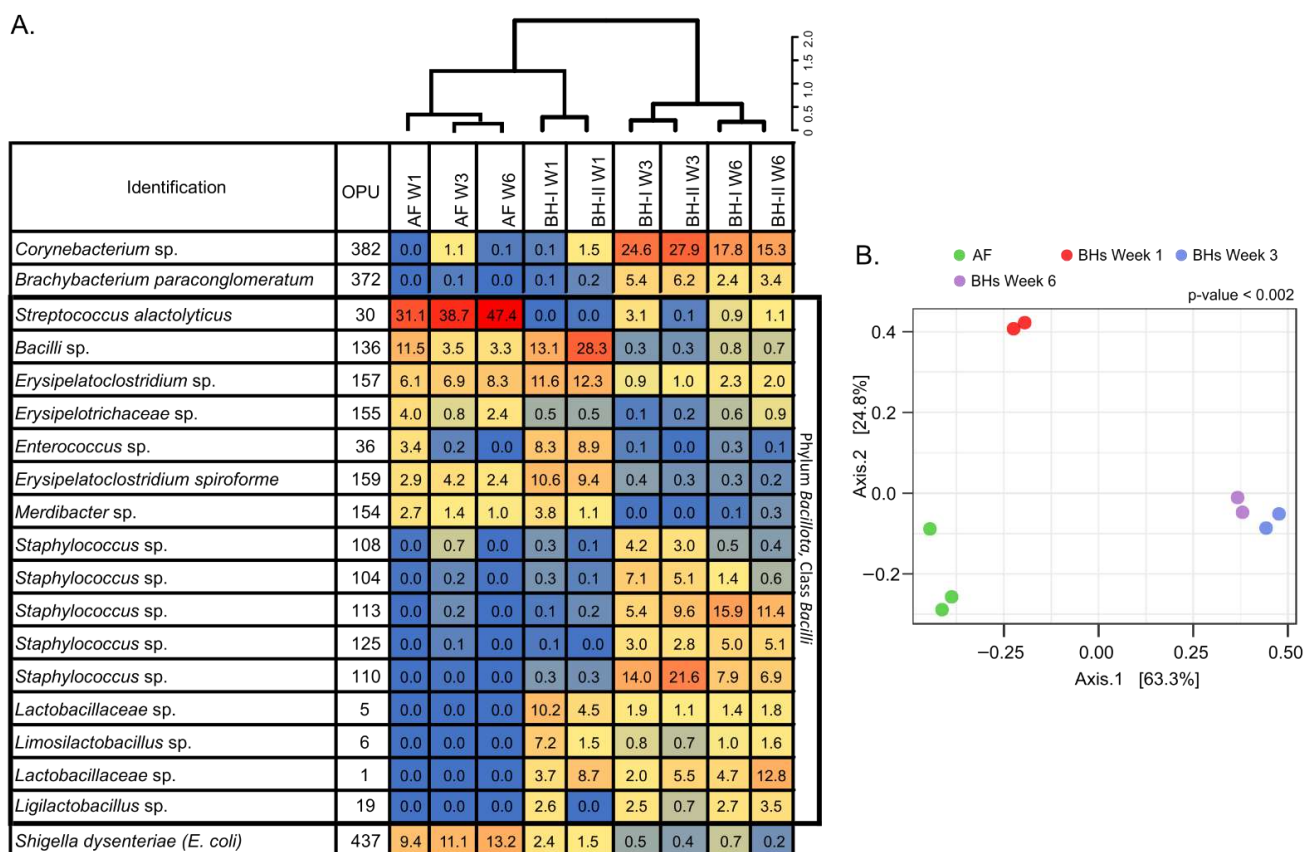 A.
2.0
1.5
1.0
0.5
0
Identification OPU AF W1 AF W3 AF W6 BH-I W1 BH-II W1 BH-I W3 BH-II W3 BH-I W6 BH-II W6
Corynebacterium sp. 382 0.0 1.1 0.1 0.1 1.5 24.6 27.9 17.8 15.3
Brachybacterium paraconglomeratum 372 0.0 0.1 0.0 0.1 0.2 5.4 6.2 2.4 3.4
Streptococcus alactolyticus 30 31.1 38.7 47.4 0.0 0.0 3.1 0.1 0.9 1.1
Bacilli sp. 136 11.5 3.5 3.3 13.1 28.3 0.3 0.3 0.8 0.7
Erysipelatoclostridium sp. 157 6.1 6.9 8.3 11.6 12.3 0.9 1.0 2.3 2.0
Erysipelotrichaceae sp. 155 4.0 0.8 2.4 0.5 0.5 0.1 0.2 0.6 0.9
Enterococcus sp. 36 3.4 0.2 0.0 8.3 8.9 0.1 0.0 0.3 0.1
Erysipelatoclostridium spiroforme 159 2.9 4.2 2.4 10.6 9.4 0.4 0.3 0.3 0.2
Merdibacter sp. 154 2.7 1.4 1.0 3.8 1.1 0.0 0.0 0.1 0.3
Staphylococcus sp. 108 0.0 0.7 0.0 0.3 0.1 4.2 3.0 0.5 0.4
Staphylococcus sp. 104 0.0 0.2 0.0 0.3 0.1 7.1 5.1 1.4 0.6
Staphylococcus sp. 113 0.0 0.2 0.0 0.1 0.2 5.4 9.6 15.9 11.4
Staphylococcus sp. 125 0.0 0.1 0.0 0.1 0.0 3.0 2.8 5.0 5.1
Staphylococcus sp. 110 0.0 0.0 0.0 0.3 0.3 14.0 21.6 7.9 6.9
Lactobacillaceae sp. 5 0.0 0.0 0.0 10.2 4.5 1.9 1.1 1.4 1.8
Limosilactobacillus sp. 6 0.0 0.0 0.0 7.2 1.5 0.8 0.7 1.0 1.6
Lactobacillaceae sp. 1 0.0 0.0 0.0 3.7 8.7 2.0 5.5 4.7 12.8
Ligilactobacillus sp. 19 0.0 0.0 0.0 2.6 0.0 2.5 0.7 2.7 3.5
Shigella dysenteriae (E. coli) 437 9.4 11.1 13.2 2.4 1.5 0.5 0.4 0.7 0.2
Phylum Bacillota, Class Bacilli
B.
AF BHs Week 1 BHs Week 3
BHs Week 6
p-value < 0.002
Axis.2 [24.8%]
0.4
0.2
0.0
−0.2
−0.25 0.00 0.25 0.50
Axis.1 [63.3%]